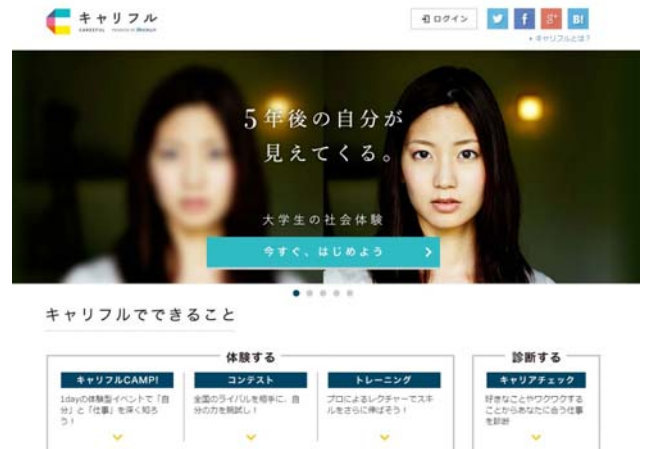 キャリフル
CAREEFUL PRODUCED BY
ログイン
f
g+
B!
キャリフルとは?
5年後の自分が
見えてくる。
大学生の社会体験
今すぐ、はじめよう
キャリフルでできること
体験する
診断する
キャリフルCAMP!
コンテスト
トレーニング
キャリアチェック
1dayの体験型イベントで「自
分」と「仕事」を深く知ろ
う!
全国のライバルを相手に、自
分の力を腕試し!
プロによるレクチャーでスキ
ルをさらに伸ばそう!
好きなことやワクワクする
ことからあなたに合う仕事
を診断